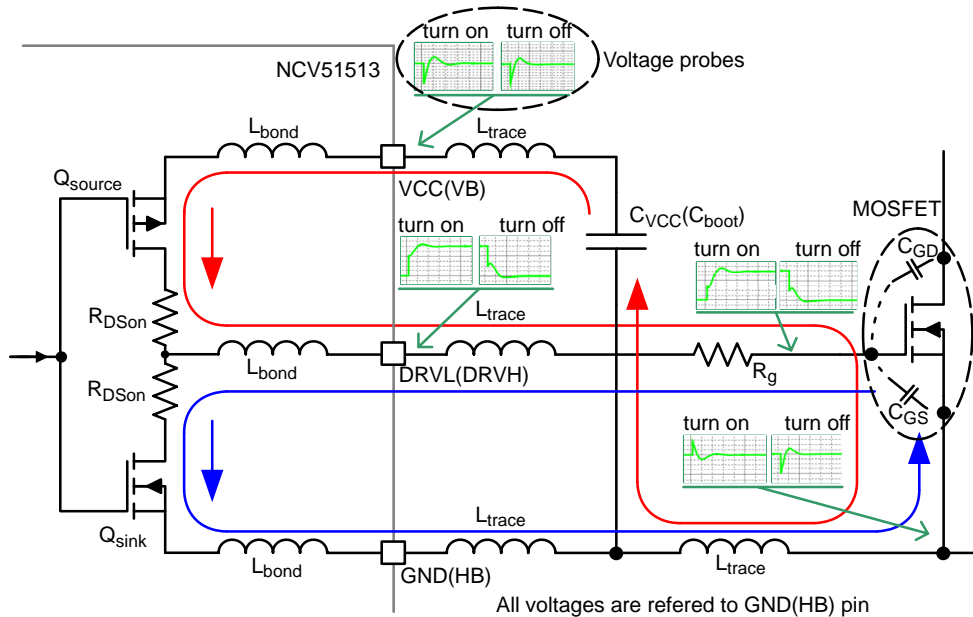 turn on turn off
NCV51513
Voltage probes
Lbond
Ltrace
Qsource
VCC(VB)
CVCC(Cboot)
MOSFET
turn on turn off
turn on turn off
CGD
RDSon
Ltrace
Lbond
DRVL(DRVH)
Rg
RDSon
CGS
turn on turn off
Ltrace
Qsink
Lbond
GND(HB)
Ltrace
All voltages are refered to GND(HB) pin